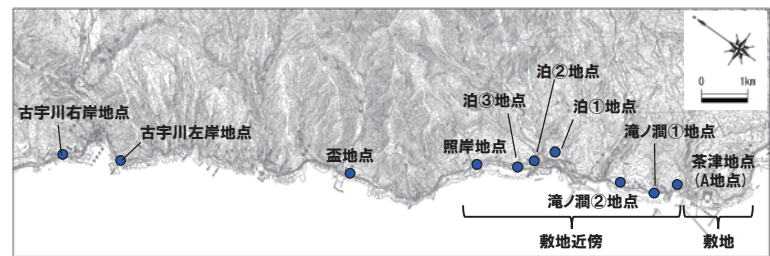 古宇川右岸地点
古宇川左岸地点
盃地点
照岸地点
泊③地点
泊②地点
泊①地点
滝ノ澗①地点
滝ノ澗②地点
茶津地点
(A地点)
敷地近傍
敷地
0 1km